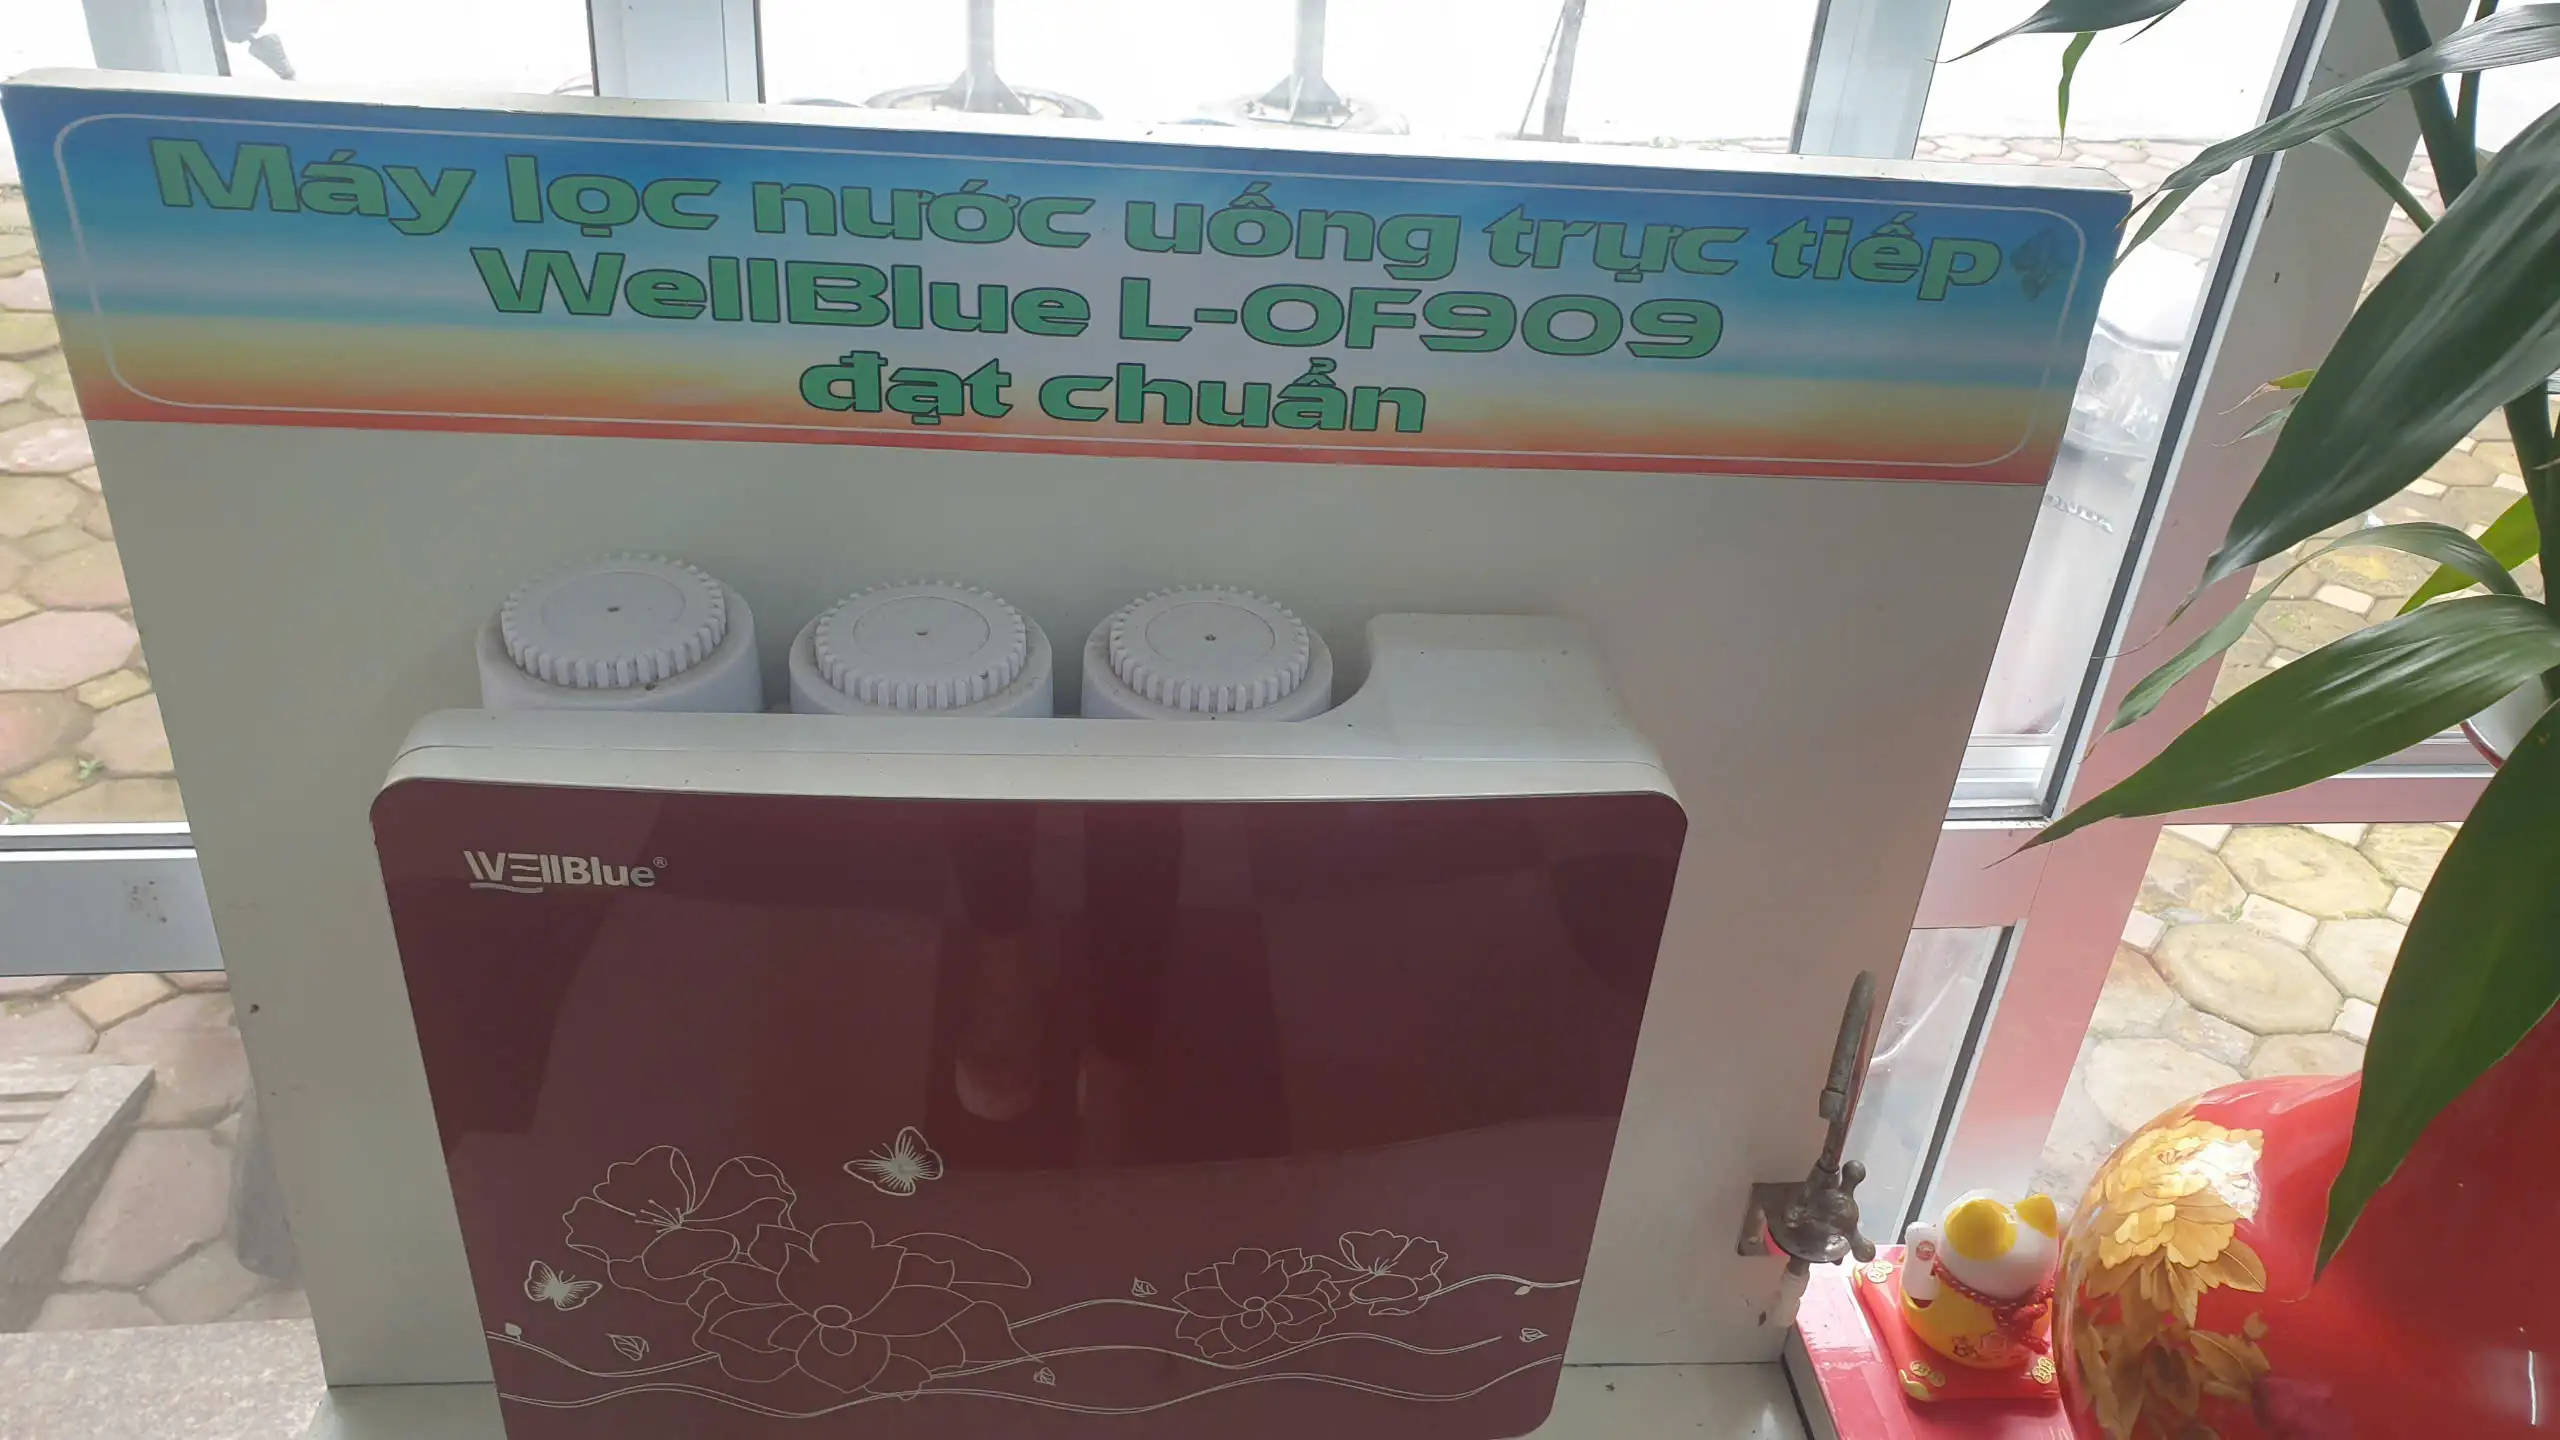 Máy lọc nước uống trực tiếp
WellBlue L-OF909
đạt chuẩn
WEllBlue®